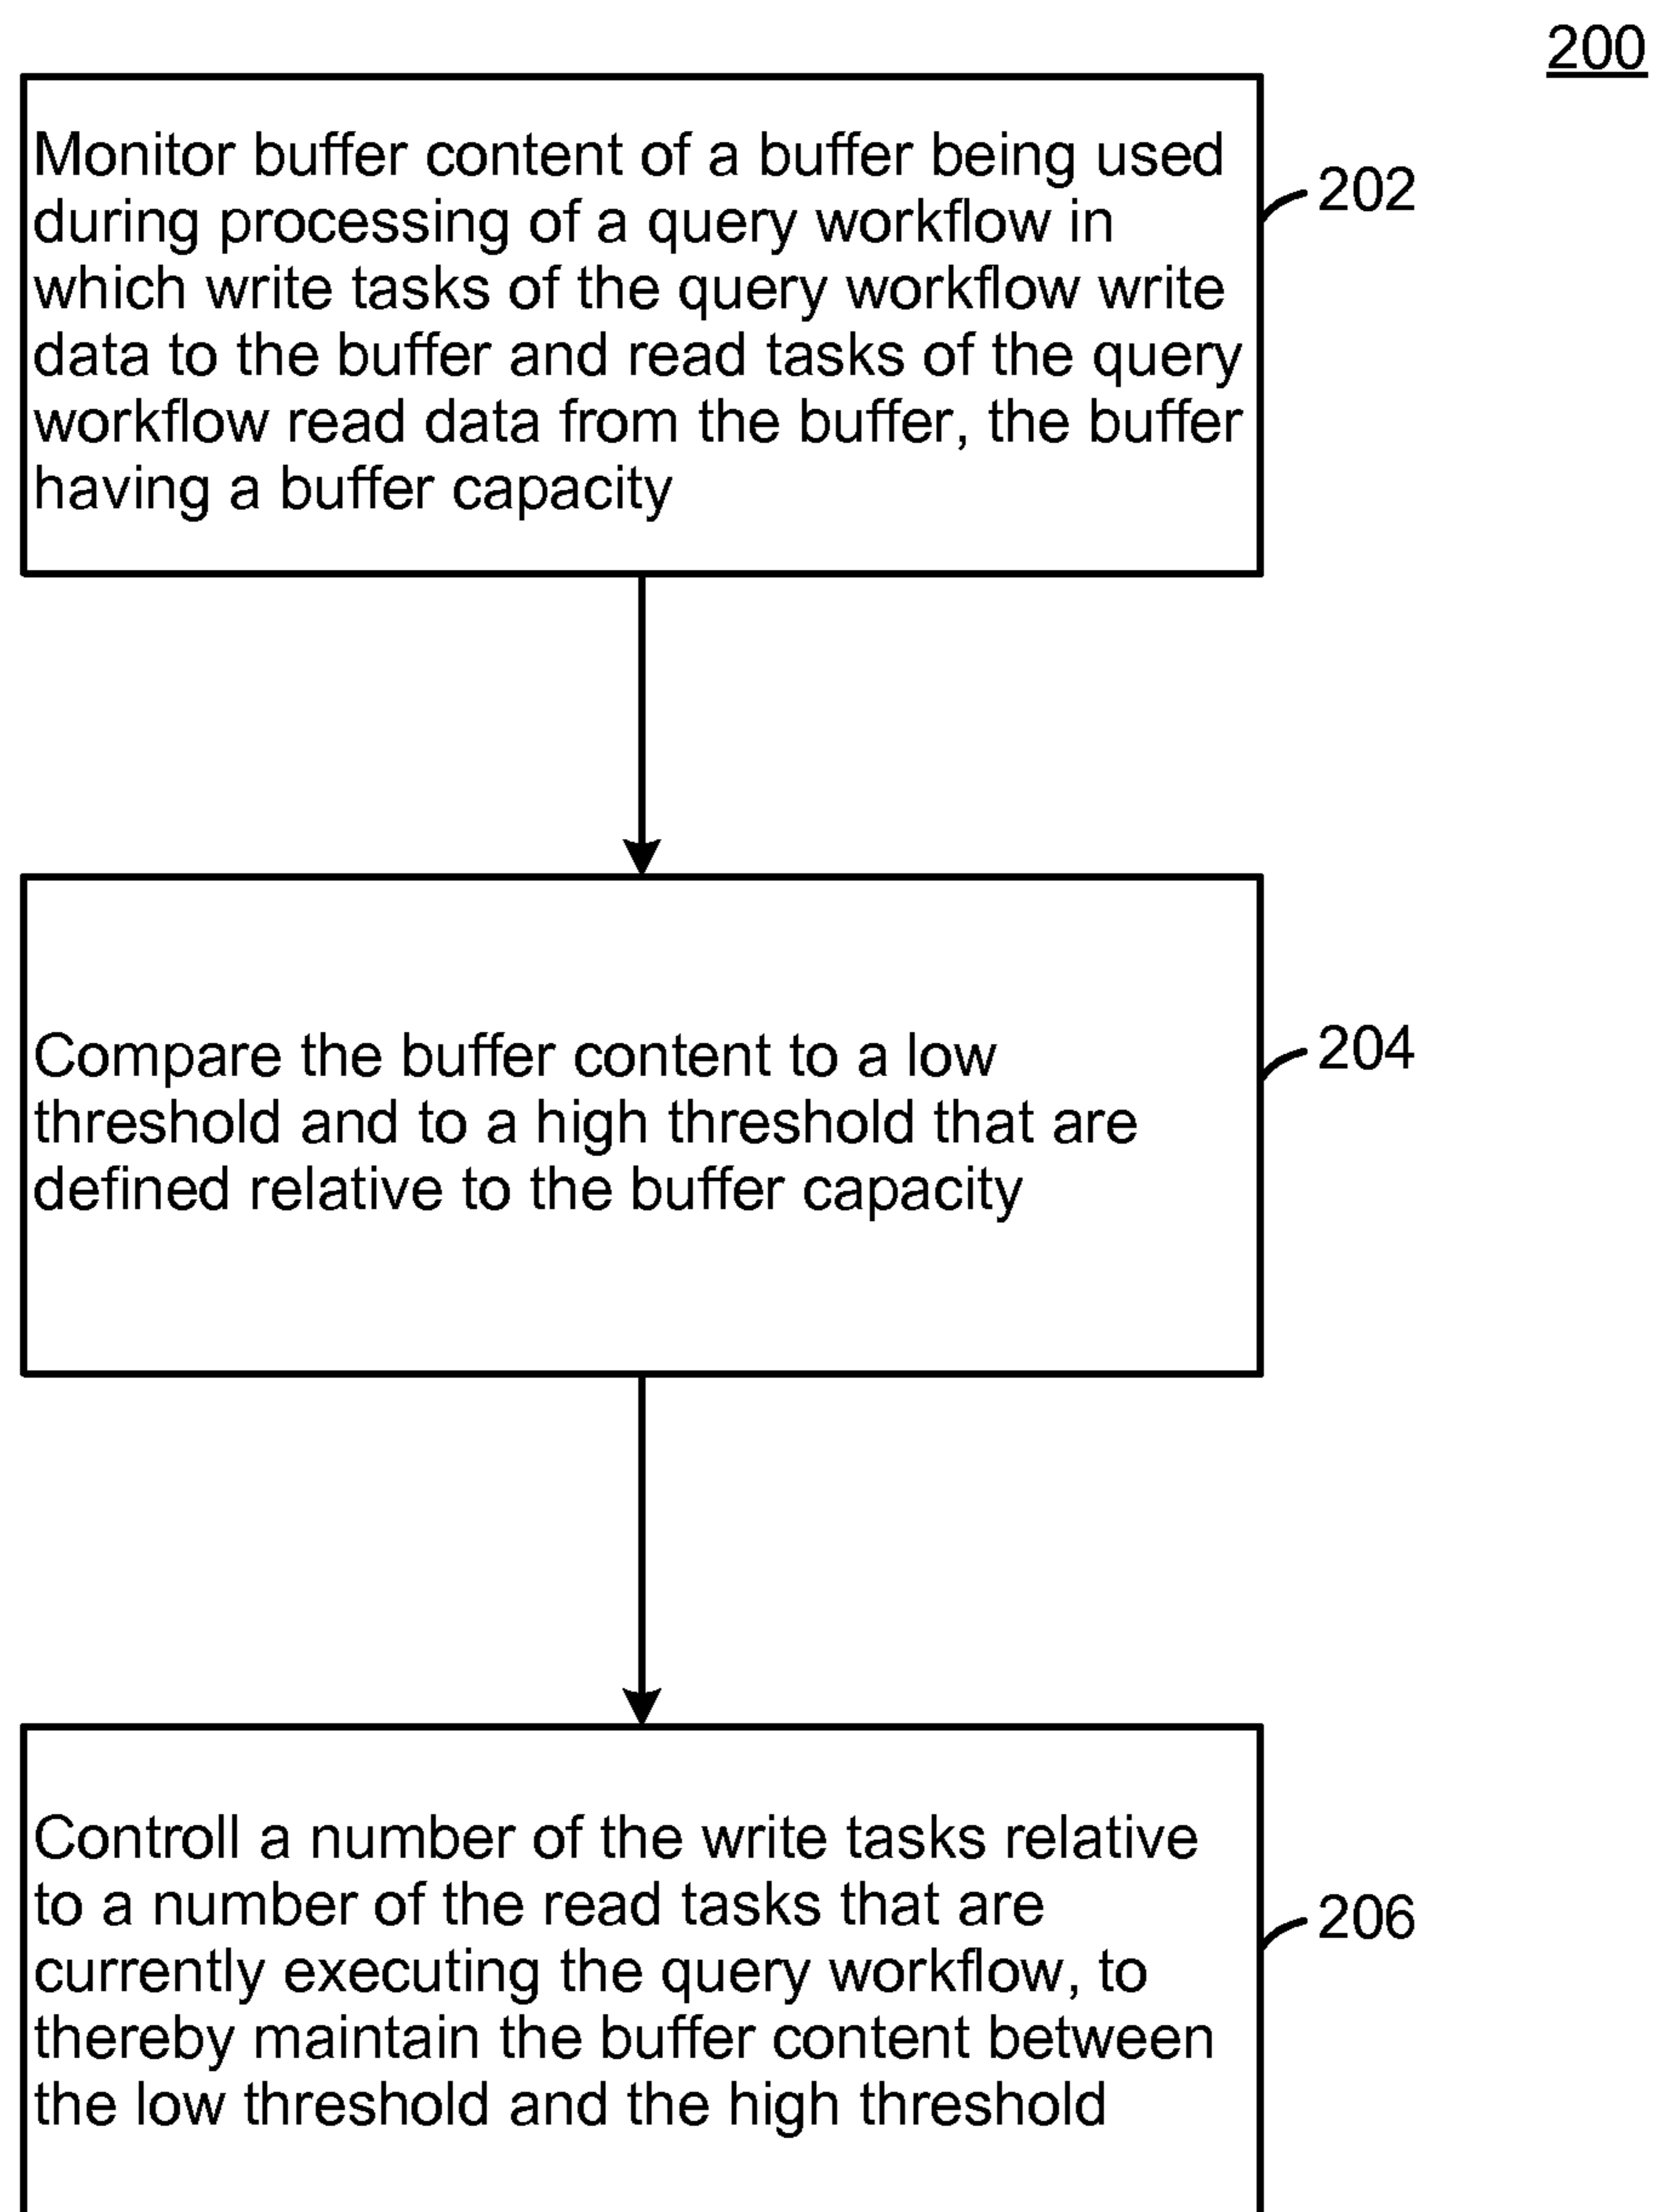 200
Monitor buffer content of a buffer being used
during processing of a query workflow in
which write tasks of the query workflow write
data to the buffer and read tasks of the query
workflow read data from the buffer, the buffer
having a buffer capacity
202
Compare the buffer content to a low
threshold and to a high threshold that are
defined relative to the buffer capacity
204
Controll a number of the write tasks relative
to a number of the read tasks that are
currently executing the query workflow, to
thereby maintain the buffer content between
the low threshold and the high threshold
206